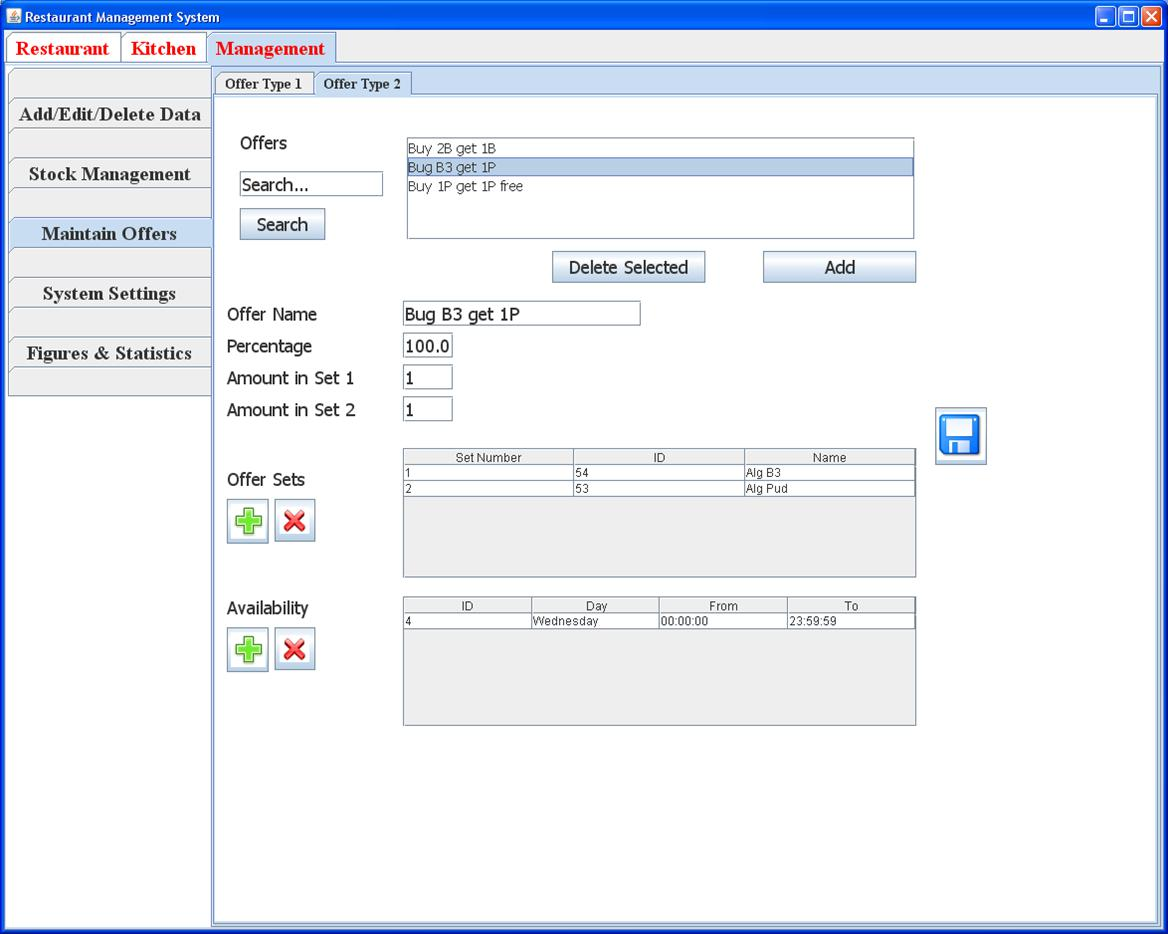 Restaurant Management System
Restaurant Kitchen Management
Offer Type 1 Offer Type 2
Add/Edit/Delete Data
Stock Management
Maintain Offers
System Settings
Figures & Statistics
Offers
Search...
Search
Buy 2B get 1B
Bug B3 get 1P
Buy 1P get 1P free
Delete Selected Add
Offer Name Bug B3 get 1P
Percentage 100.0
Amount in Set 1 1
Amount in Set 2 1
Offer Sets
Set Number ID Name
1 54 Alg B3
2 53 Alg Pud
Availability
ID Day From To
4 Wednesday 00:00:00 23:59:59